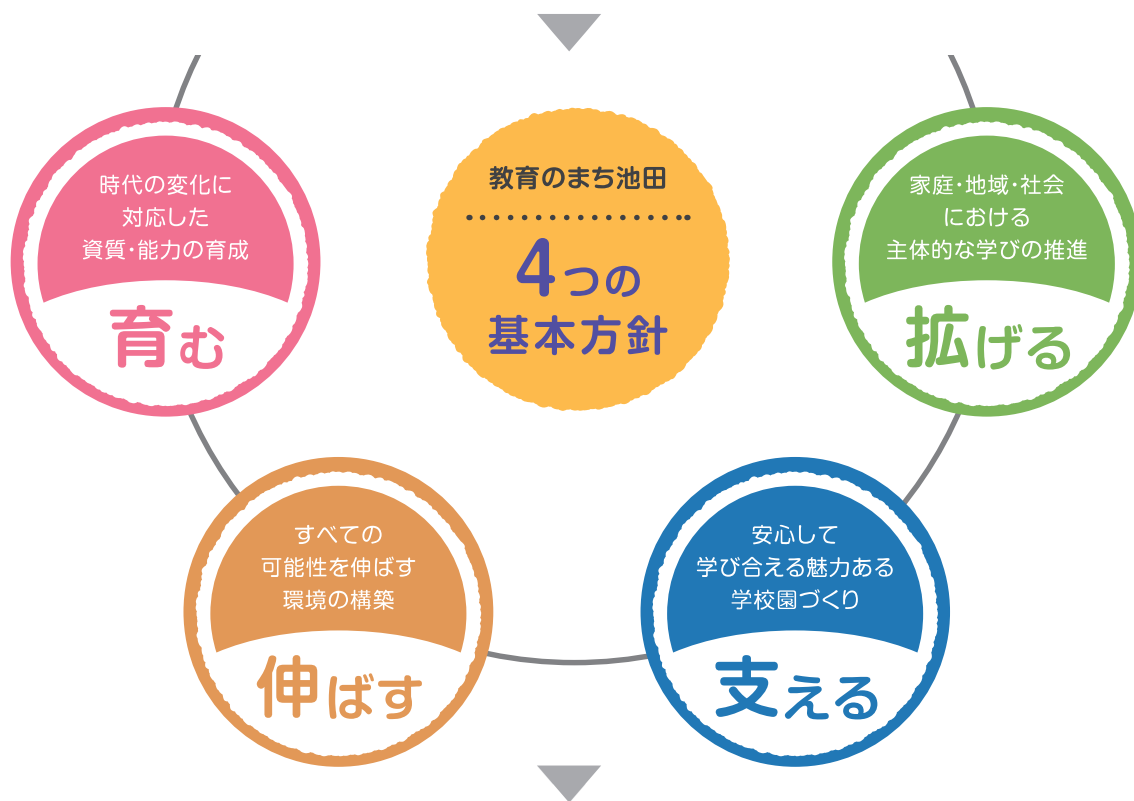 教育のまち池田
4つの
基本方針
時代の変化に
対応した
資質・能力の育成
育む
すべての
可能性を伸ばす
環境の構築
伸ばす
安心して
学び合える魅力ある
学校園づくり
支える
家庭・地域・社会
における
主体的な学びの推進
拡げる